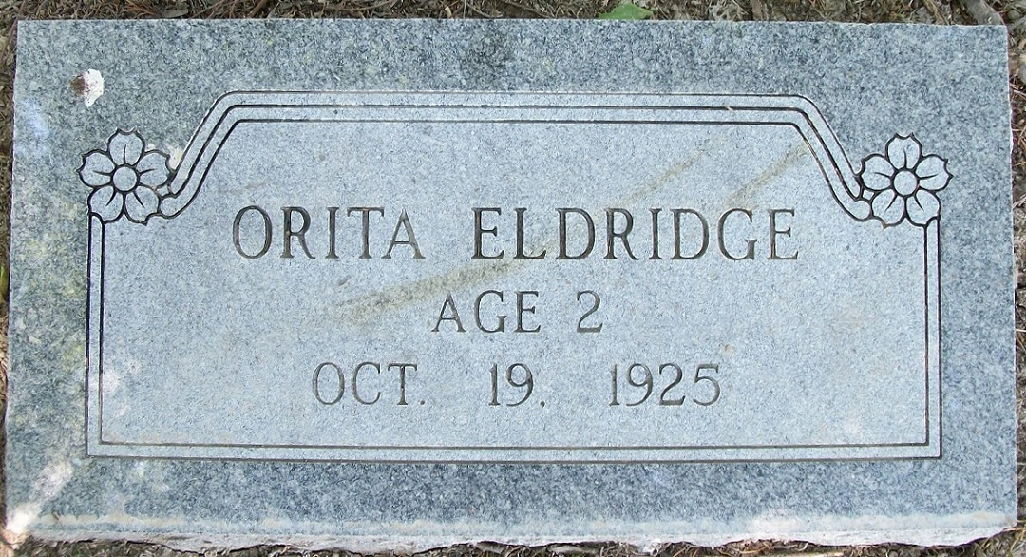 ORITA ELDRIDGE
AGE 2
OCT. 19, 1925